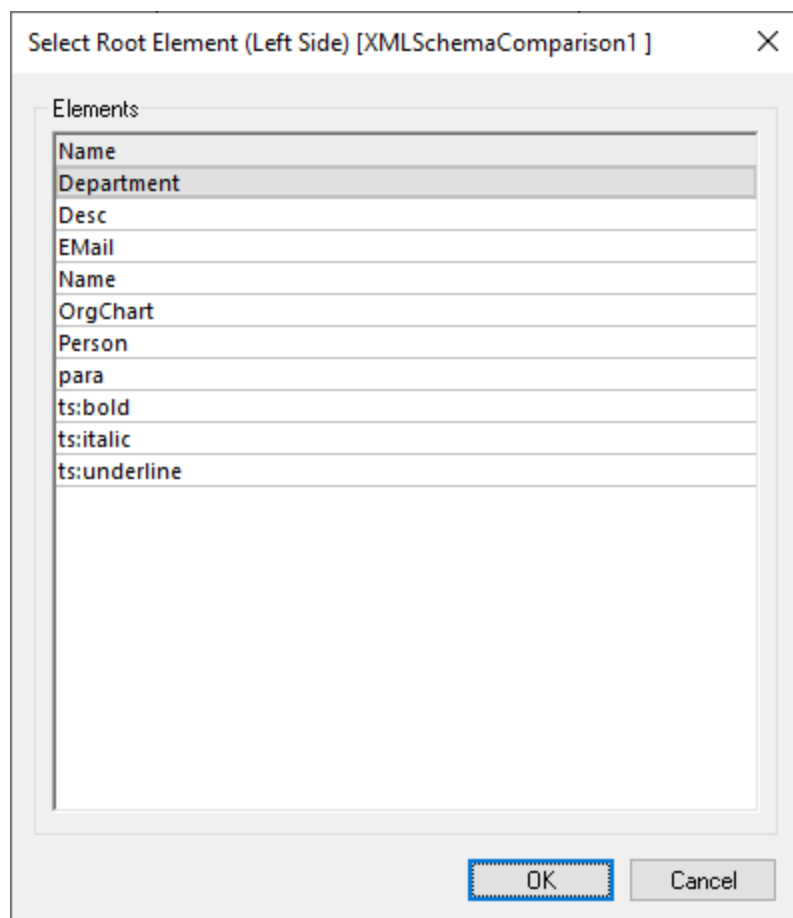 Select Root Element (Left Side) [XMLSchemaComparison1 ]
Elements
Name
Department
Desc
EMail
Name
OrgChart
Person
para
ts:bold
ts:italic
ts:underline
OK Cancel